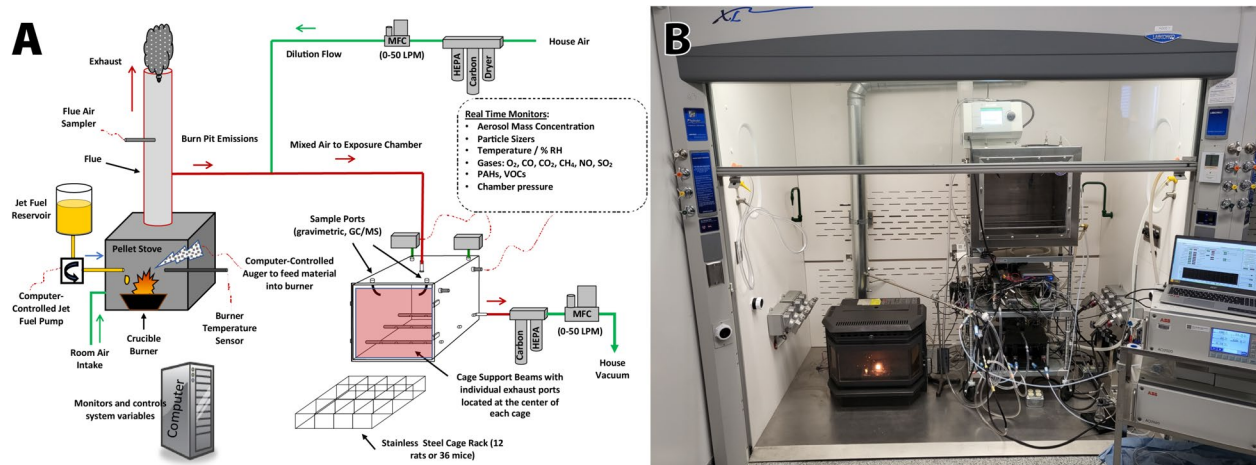 A
Exhaust
Flue Air
Sampler
Flue
Burn Pit Emissions
Dilution Flow
MFC
(0-50 LPM)
HEPA
Carbon
Dryer
House Air
Mixed Air to Exposure Chamber
Real Time Monitors:
• Aerosol Mass Concentration
• Particle Sizers
• Temperature / % RH
• Gases: O₂, CO, CO₂, CH₄, NO, SO₂
• PAHs, VOCs
• Chamber pressure
Jet Fuel
Reservoir
Pellet Stove
Computer-Controlled
Auger to feed material
into burner
Computer-
Controlled Jet
Fuel Pump
Burner
Temperature
Sensor
Crucible
Burner
Room Air
Intake
Sample Ports
(gravimetric, GC/MS)
Carbon
HEPA
MFC
(0-50 LPM)
House
Vacuum
Cage Support Beams with
individual exhaust ports
located at the center of
each cage
Stainless Steel Cage Rack (12
rats or 36 mice)
Monitors and controls
system variables
Computer
B
XL
LABCONCO
ABB
ABB